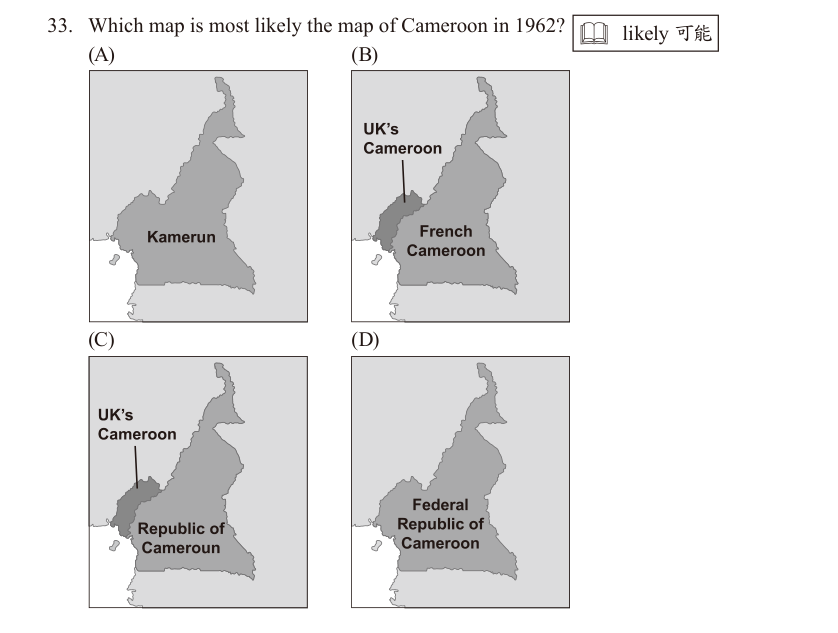 33. Which map is most likely the map of Cameroon in 1962?
likely 可能
(A)
(B)
Kamerun
UK's
Cameroon
French
Cameroon
(C)
(D)
UK's
Cameroon
Republic of
Cameroun
Federal
Republic of
Cameroon